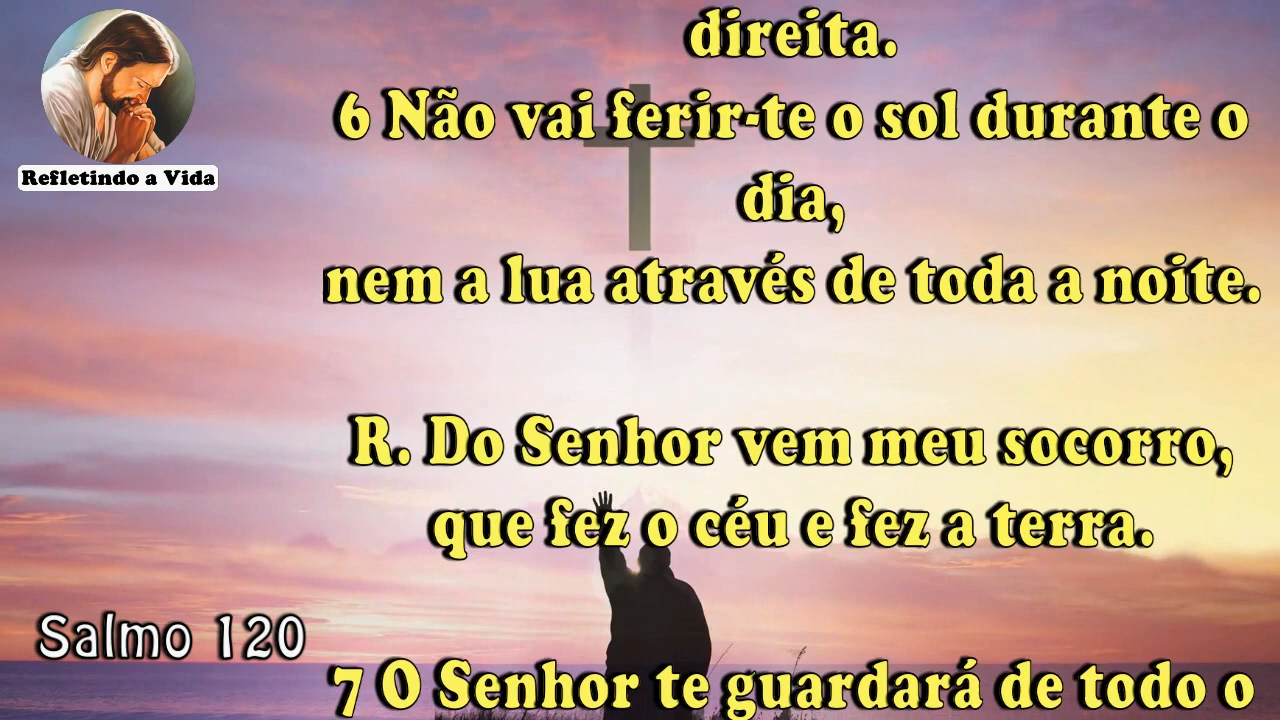 Refletindo a Vida
direita.
6 Não vai ferir-te o sol durante o
dia,
nem a lua através de toda a noite.
R. Do Senhor vem meu socorro,
que fez o céu e fez a terra.
Salmo 120
7 O Senhor te guardará de todo o